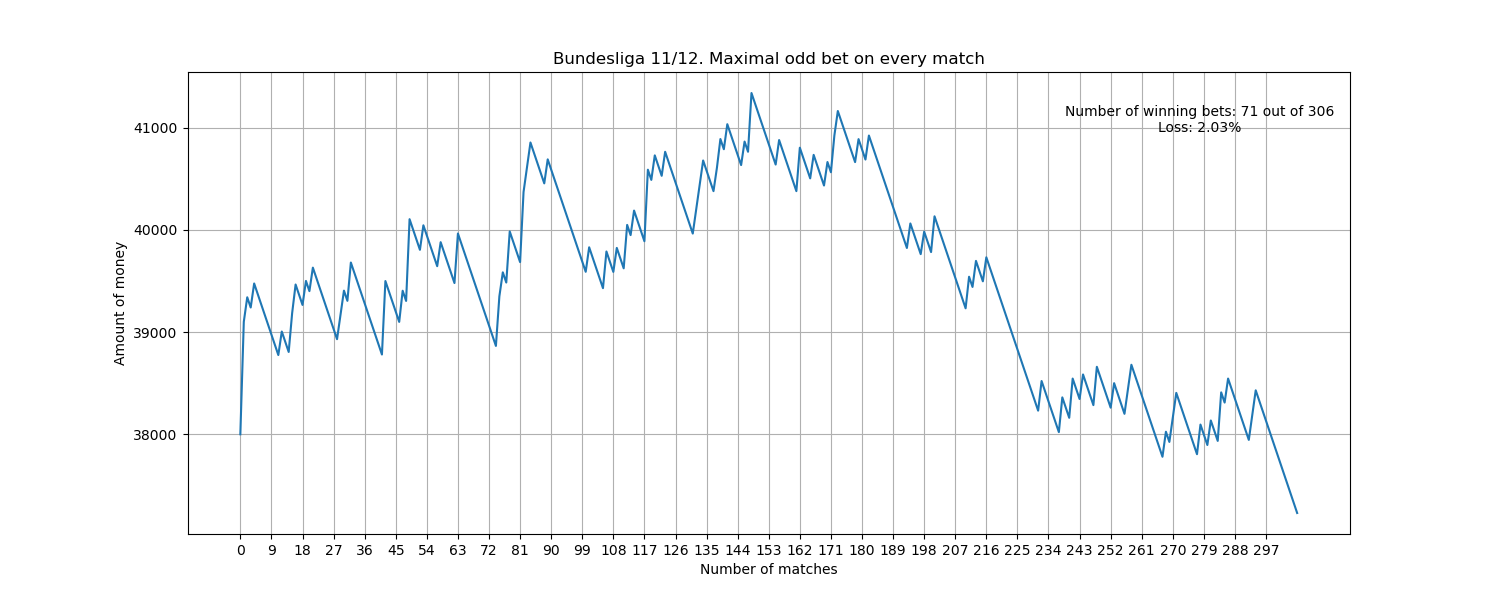 Bundesliga 11/12. Maximal odd bet on every match
Number of winning bets: 71 out of 306
Loss: 2.03%
41000
40000
39000
38000
Amount of money
0 9 18 27 36 45 54 63 72 81 90 99 108 117 126 135 144 153 162 171 180 189 198 207 216 225 234 243 252 261 270 279 288 297
Number of matches